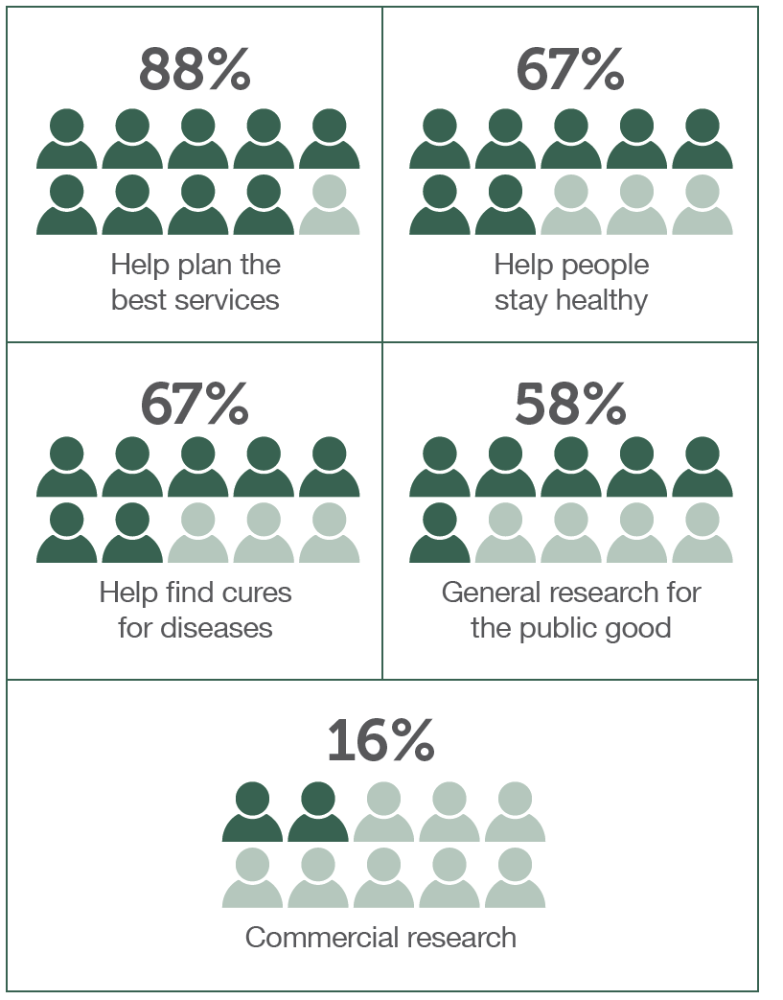 88%
Help plan the
best services
67%
Help people
stay healthy
67%
Help find cures
for diseases
58%
General research for
the public good
16%
Commercial research